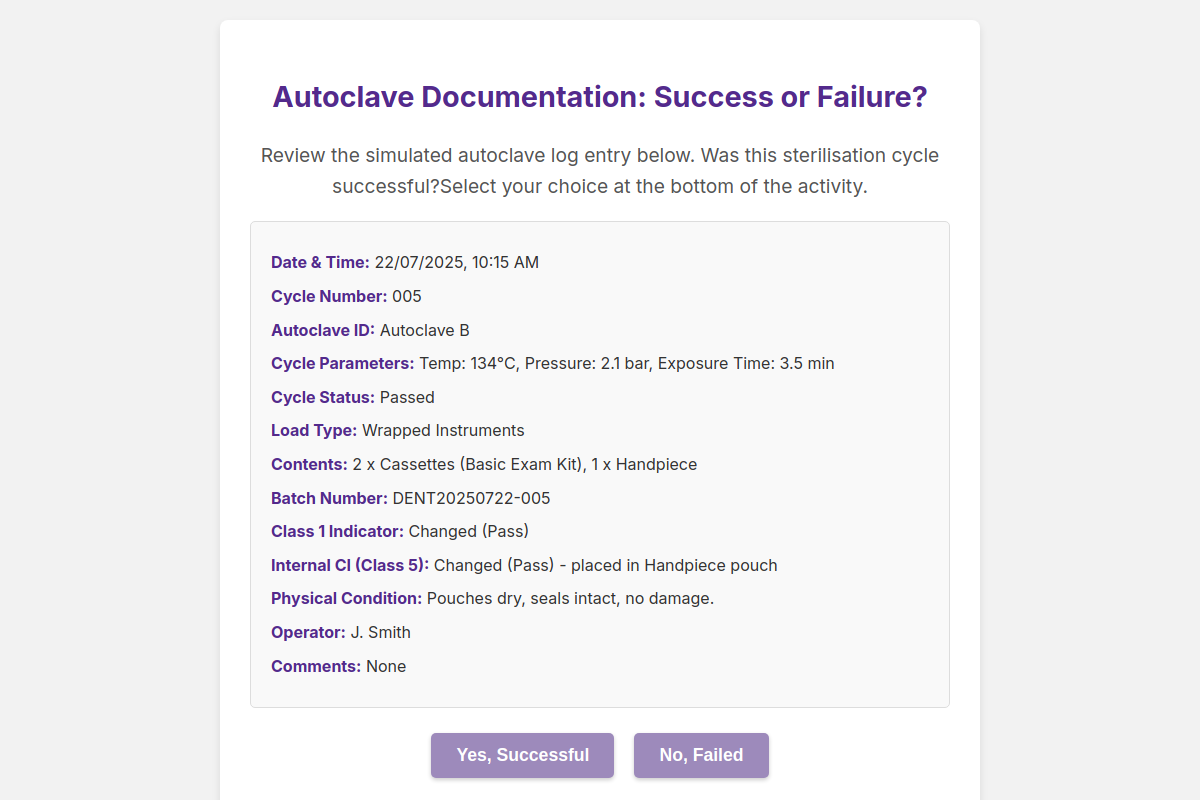 Autoclave Documentation: Success or Failure?
Review the simulated autoclave log entry below. Was this sterilisation cycle
successful?Select your choice at the bottom of the activity.
Date & Time: 22/07/2025, 10:15 AM
Cycle Number: 005
Autoclave ID: Autoclave B
Cycle Parameters: Temp: 134°C, Pressure: 2.1 bar, Exposure Time: 3.5 min
Cycle Status: Passed
Load Type: Wrapped Instruments
Contents: 2 x Cassettes (Basic Exam Kit), 1 x Handpiece
Batch Number: DENT20250722-005
Class 1 Indicator: Changed (Pass)
Internal CI (Class 5): Changed (Pass) - placed in Handpiece pouch
Physical Condition: Pouches dry, seals intact, no damage.
Operator: J. Smith
Comments: None
Yes, Successful
No, Failed